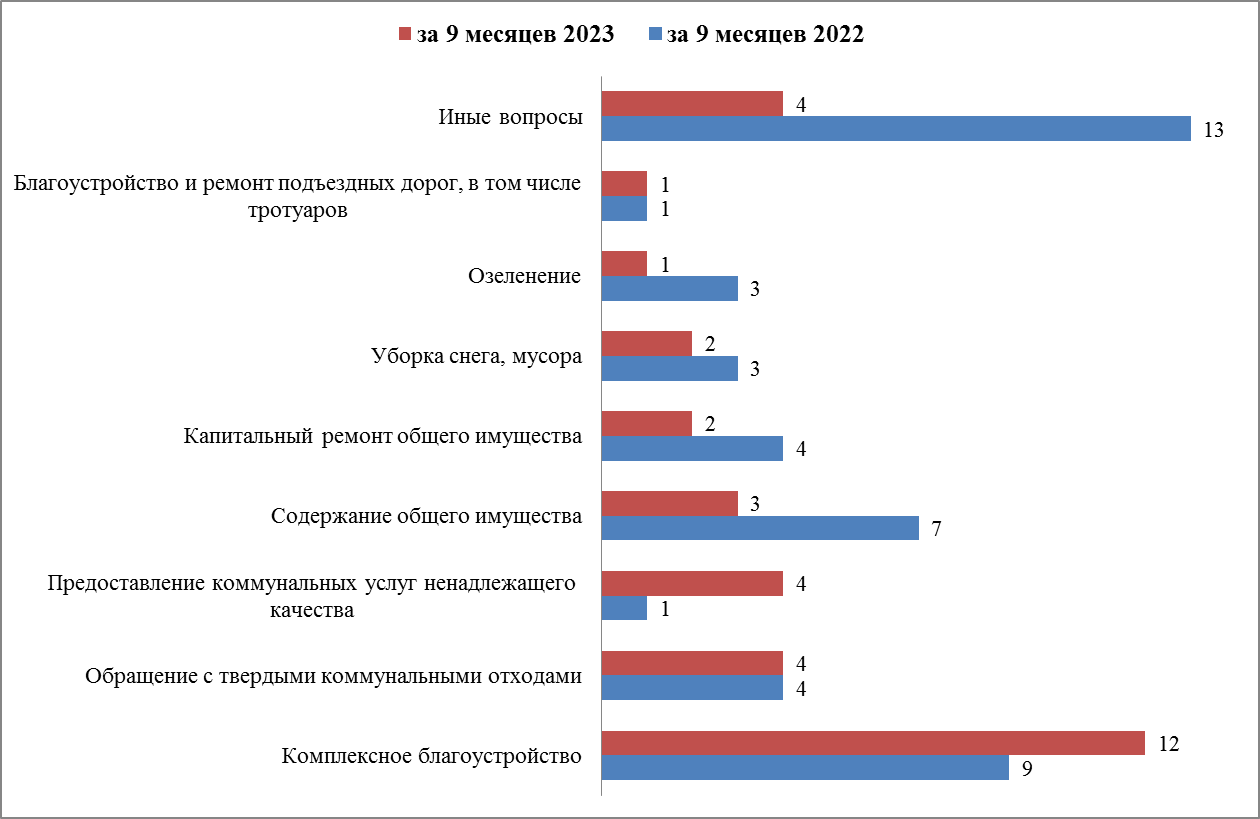 за 9 месяцев 2023 за 9 месяцев 2022
Иные вопросы
4
13
Благоустройство и ремонт подъездных дорог, в том числе
тротуаров
1
1
Озеленение
1
3
Уборка снега, мусора
2
3
Капитальный ремонт общего имущества
2
4
Содержание общего имущества
3
7
Предоставление коммунальных услуг ненадлежащего
качества
4
1
Обращение с твердыми коммунальными отходами
4
4
Комплексное благоустройство
12
9